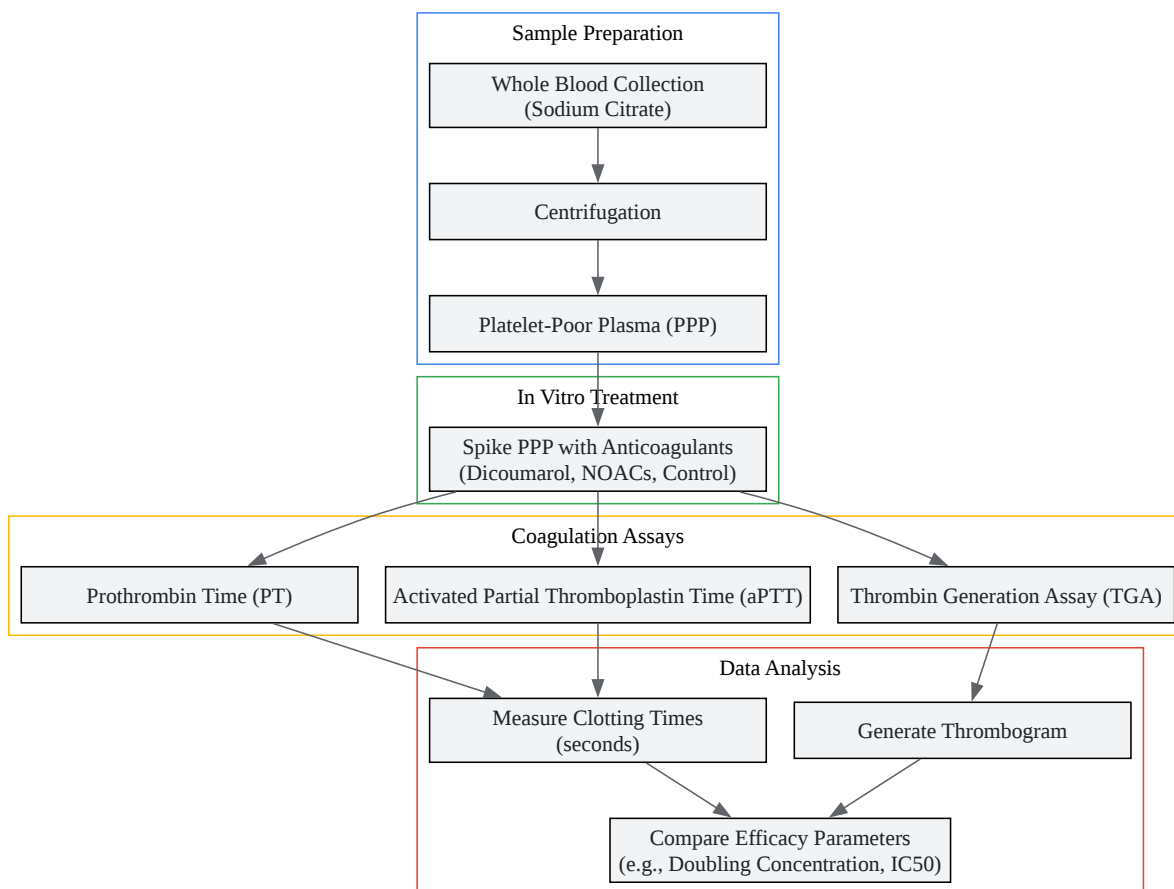 Sample Preparation
Whole Blood Collection
(Sodium Citrate)
Centrifugation
Platelet-Poor Plasma (PPP)
In Vitro Treatment
Spike PPP with Anticoagulants
(Dicoumarol, NOACs, Control)
Coagulation Assays
Prothrombin Time (PT)
Activated Partial Thromboplastin Time (aPTT)
Thrombin Generation Assay (TGA)
Data Analysis
Measure Clotting Times
(seconds)
Generate Thrombogram
Compare Efficacy Parameters
(e.g., Doubling Concentration, IC50)